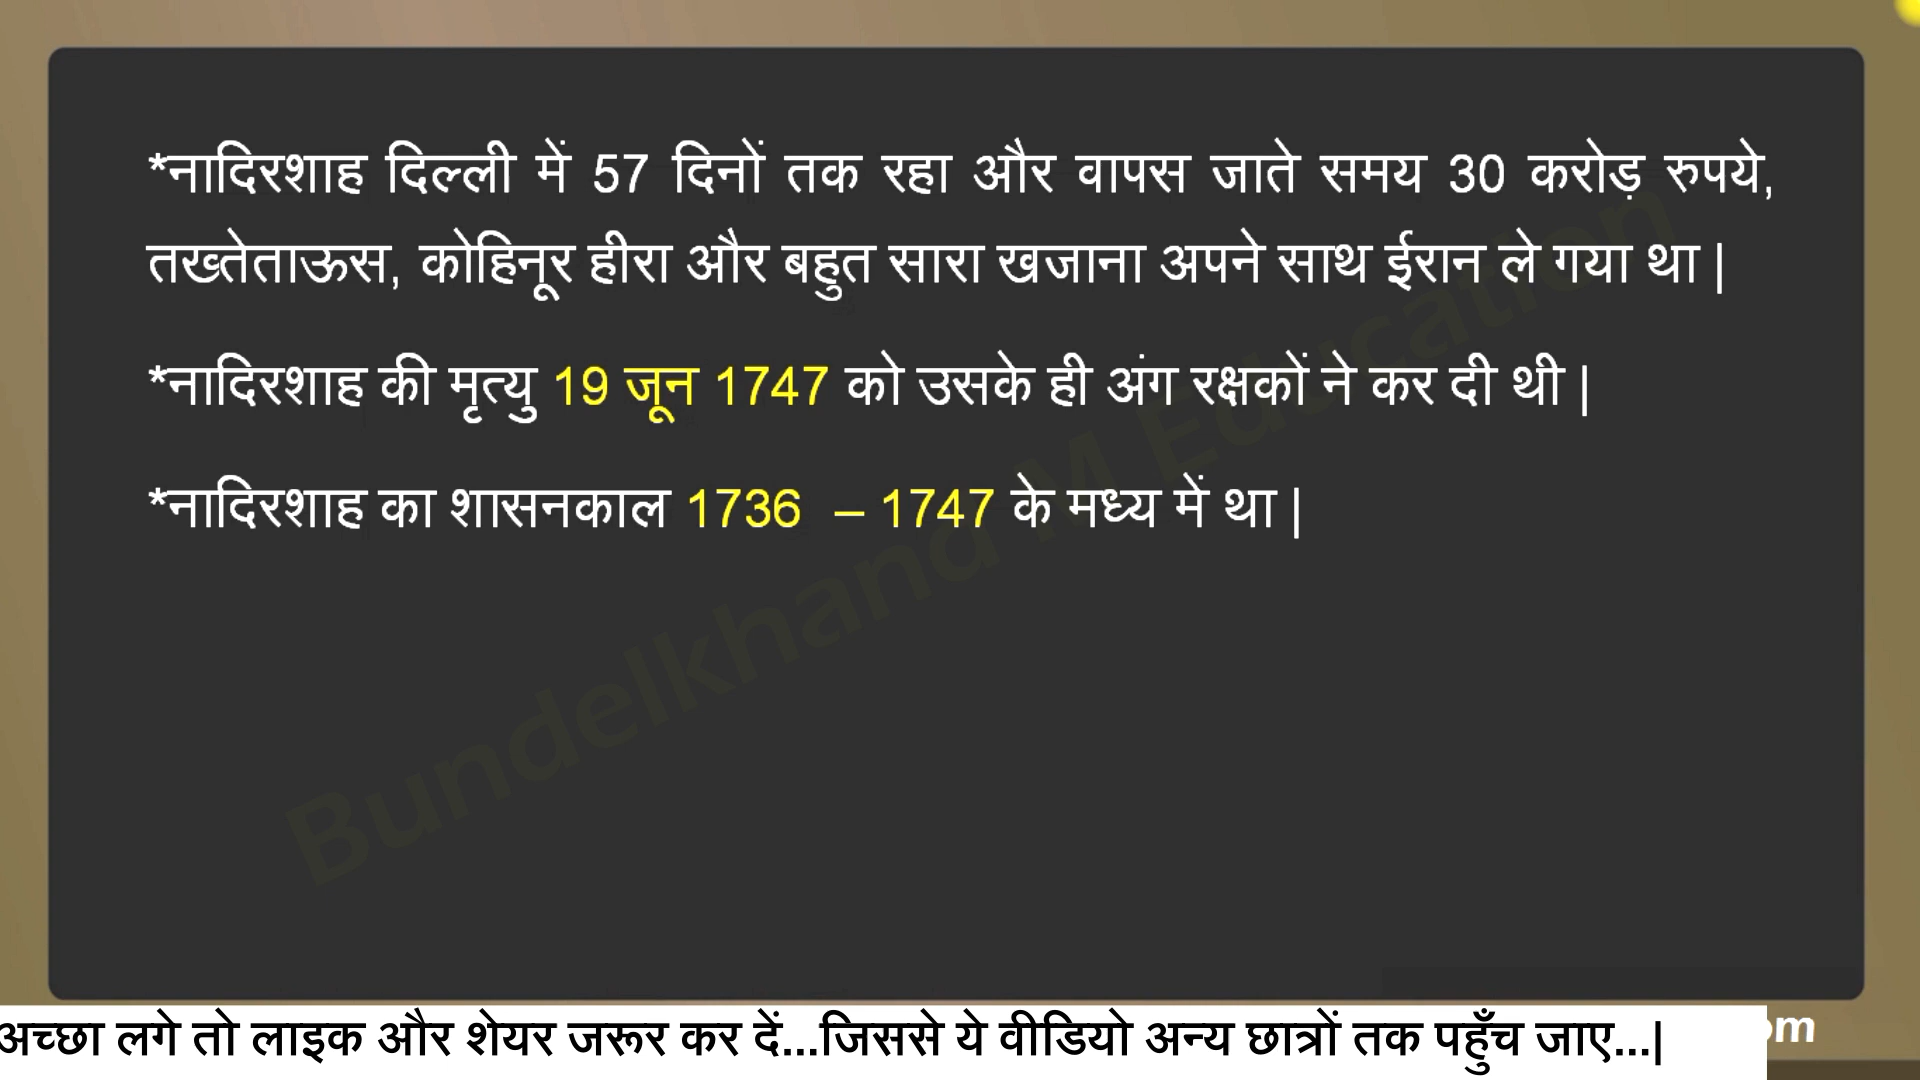 *नादिरशाह दिल्ली में 57 दिनों तक रहा और वापस जाते समय 30 करोड़ रुपये,
तख्तेताऊस, कोहिनूर हीरा और बहुत सारा खजाना अपने साथ ईरान ले गया था |
*नादिरशाह की मृत्यु 19 जून 1747 को उसके ही अंग रक्षकों ने कर दी थी |
*नादिरशाह का शासनकाल 1736 – 1747 के मध्य में था |
Bundelkhand M Education
अच्छा लगे तो लाइक और शेयर जरूर कर दें...जिससे ये वीडियो अन्य छात्रों तक पहुँच जाए...|